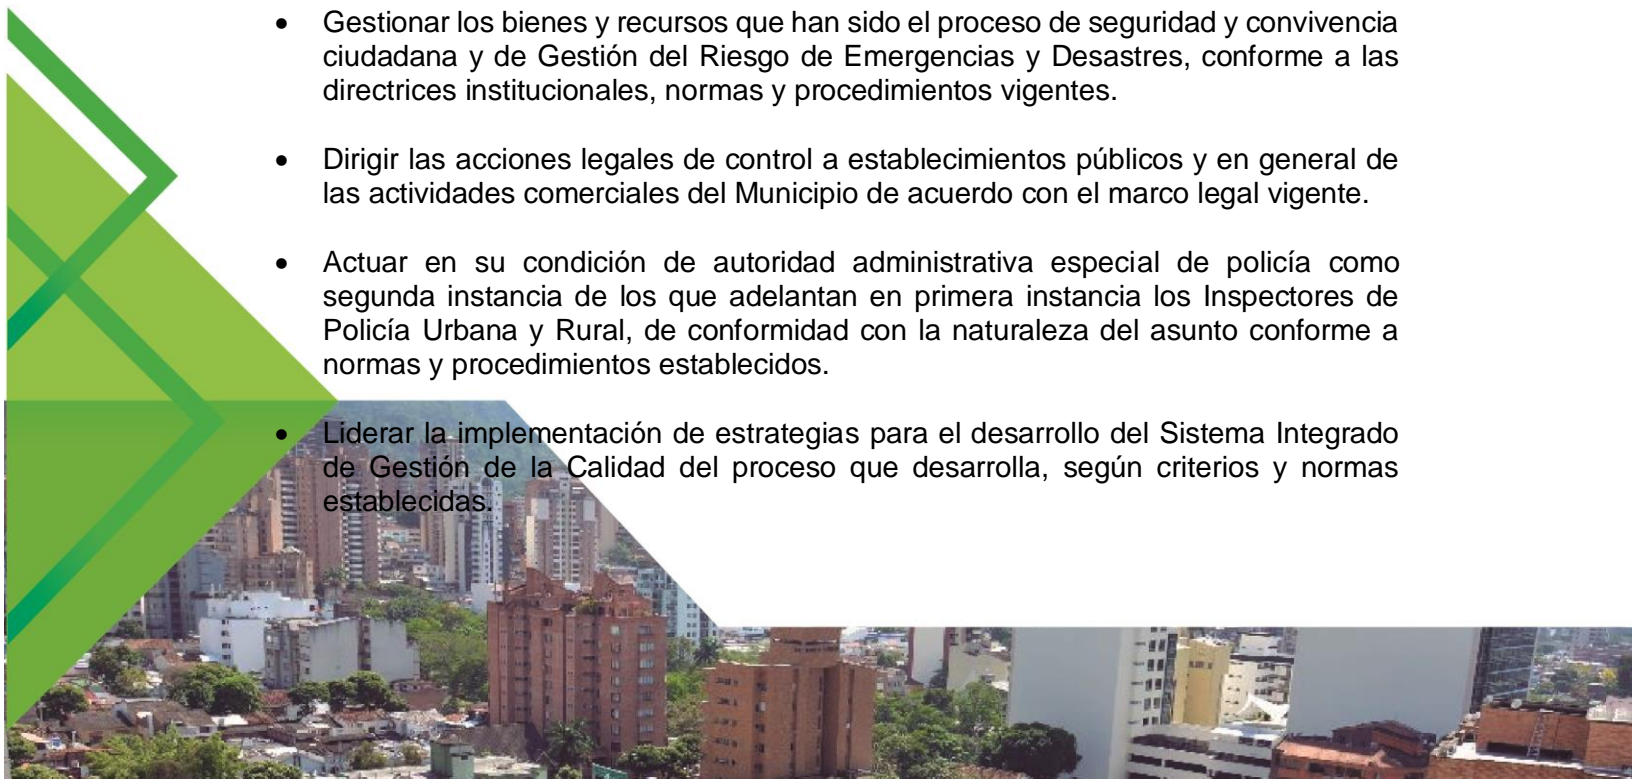 • Gestionar los bienes y recursos que han sido el proceso de seguridad y convivencia
ciudadana y de Gestión del Riesgo de Emergencias y Desastres, conforme a las
directrices institucionales, normas y procedimientos vigentes.
• Dirigir las acciones legales de control a establecimientos públicos y en general de
las actividades comerciales del Municipio de acuerdo con el marco legal vigente.
• Actuar en su condición de autoridad administrativa especial de policía como
segunda instancia de los que adelantan en primera instancia los Inspectores de
Policía Urbana y Rural, de conformidad con la naturaleza del asunto conforme a
normas y procedimientos establecidos.
• Liderar la implementación de estrategias para el desarrollo del Sistema Integrado
de Gestión de la Calidad del proceso que desarrolla, según criterios y normas
establecidas.